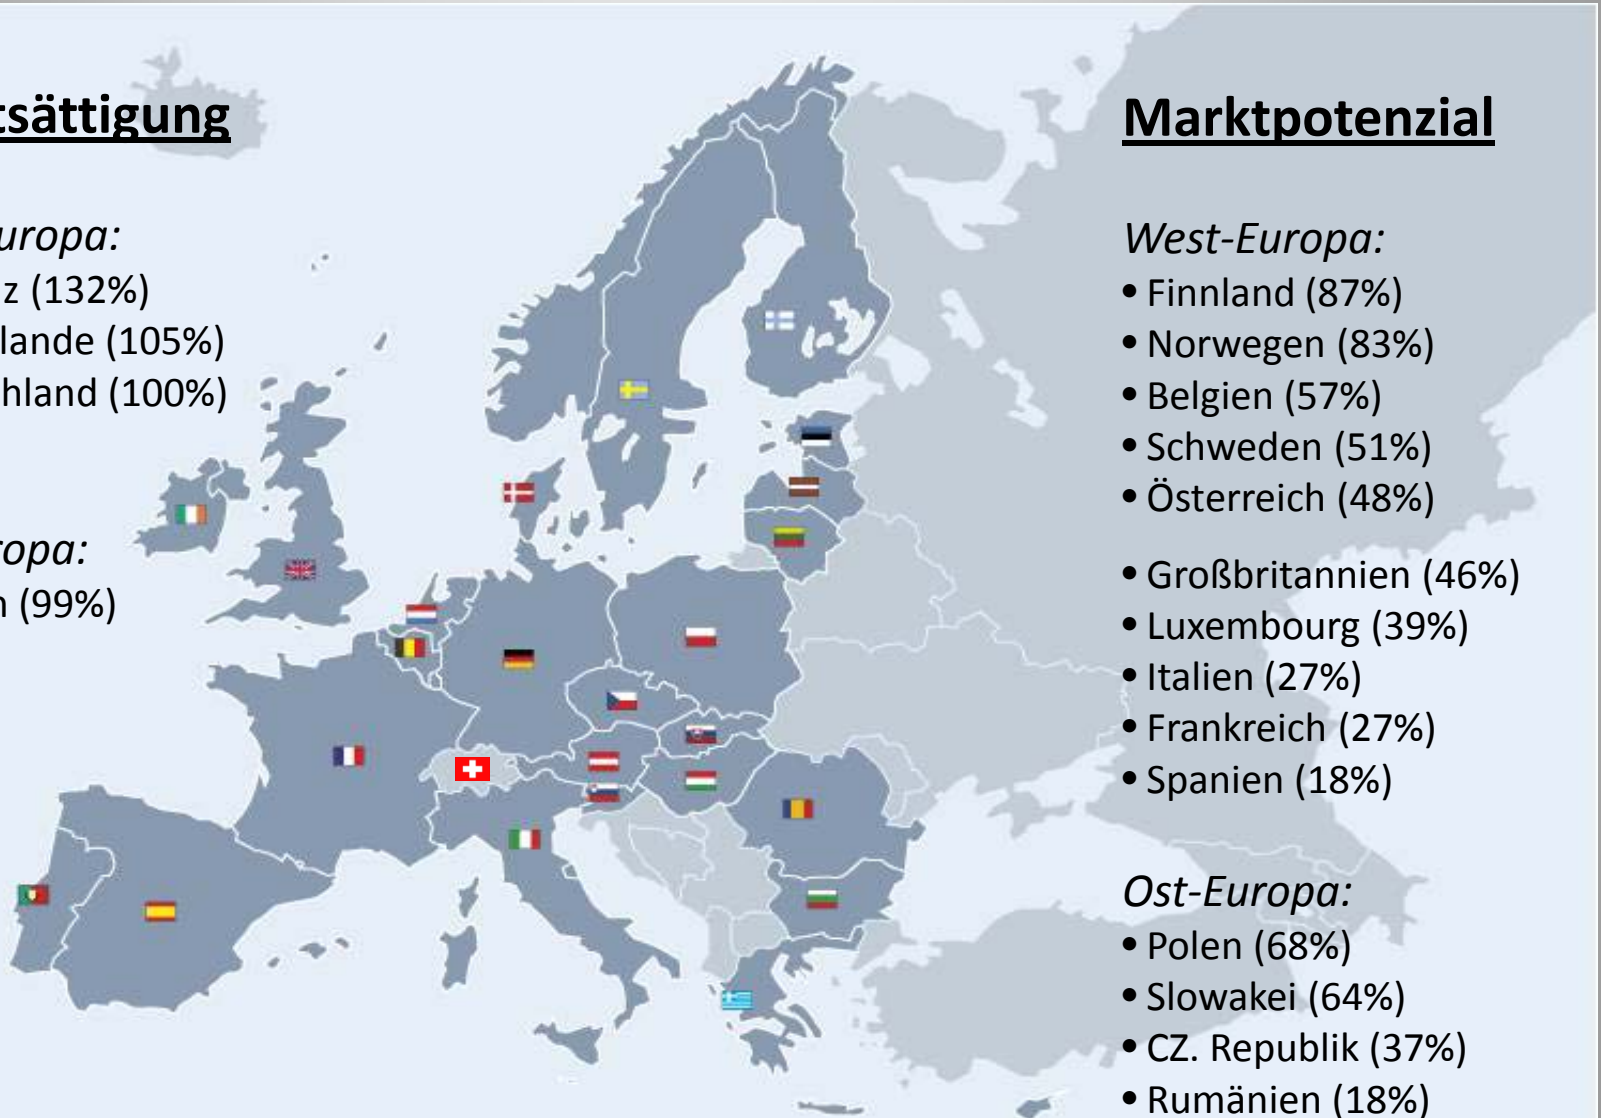 tsättigung
uropa:
z (132%)
lande (105%)
hland (100%)
ropa:
n (99%)
Marktpotenzial
West-Europa:
• Finnland (87%)
• Norwegen (83%)
• Belgien (57%)
• Schweden (51%)
• Österreich (48%)
• Großbritannien (46%)
• Luxembourg (39%)
• Italien (27%)
• Frankreich (27%)
• Spanien (18%)
Ost-Europa:
• Polen (68%)
• Slowakei (64%)
• CZ. Republik (37%)
• Rumänien (18%)